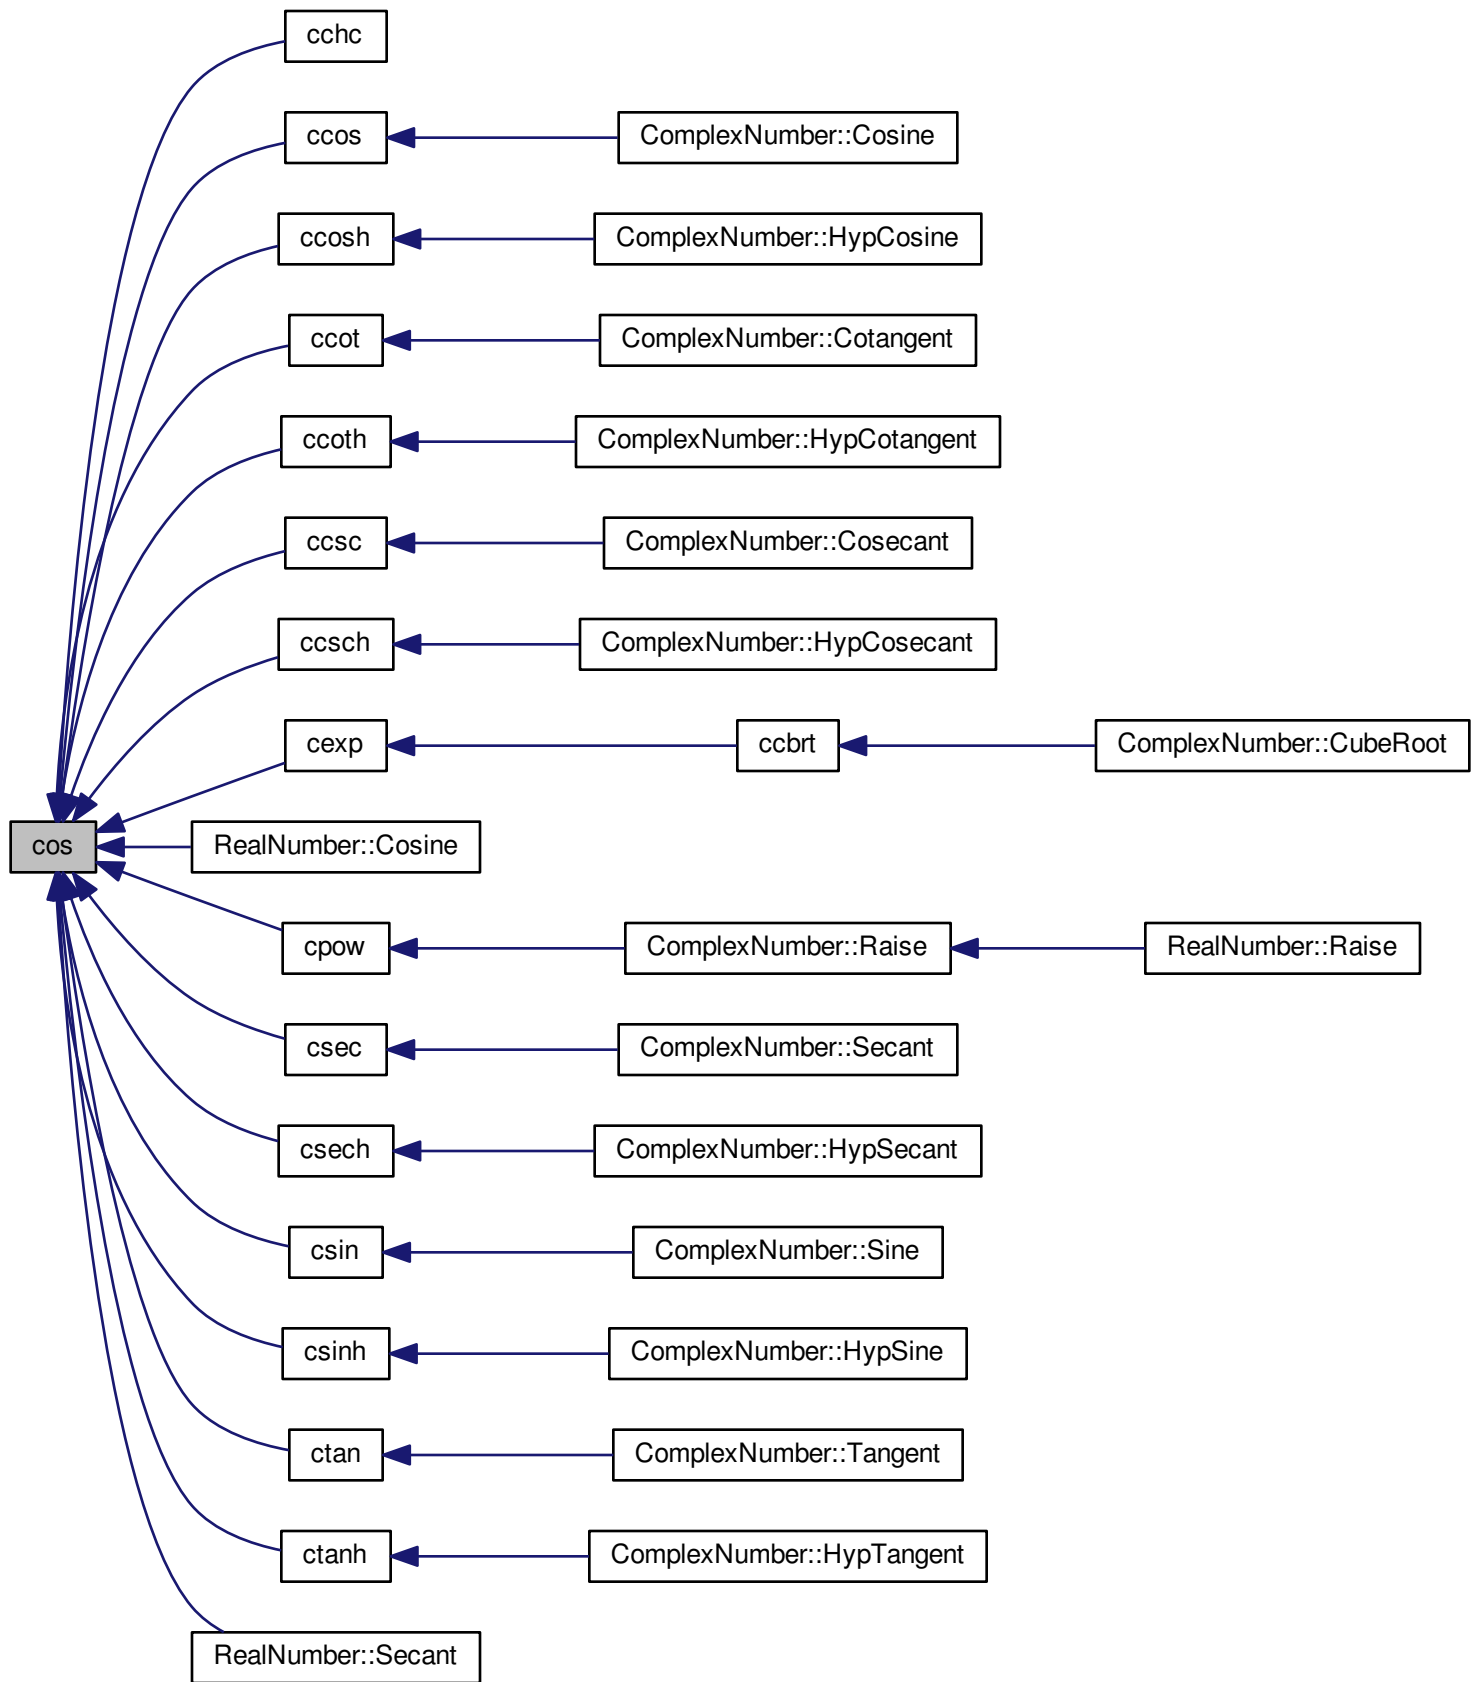 cchc
ccos
ComplexNumber::Cosine
ccosh
ComplexNumber::HypCosine
ccot
ComplexNumber::Cotangent
ccoth
ComplexNumber::HypCotangent
ccsc
ComplexNumber::Cosecant
ccsch
ComplexNumber::HypCosecant
cexp
ccbrt
ComplexNumber::CubeRoot
cos
RealNumber::Cosine
cpow
ComplexNumber::Raise
RealNumber::Raise
csec
ComplexNumber::Secant
csech
ComplexNumber::HypSecant
csin
ComplexNumber::Sine
csinh
ComplexNumber::HypSine
ctan
ComplexNumber::Tangent
ctanh
ComplexNumber::HypTangent
RealNumber::Secant